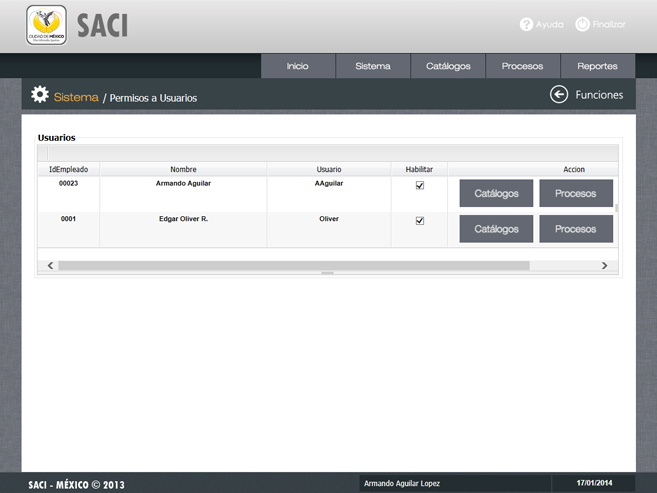 SACI
CIUDAD DE MÉXICO
Ayuda
Finalizar
Inicio
Sistema
Catálogos
Procesos
Reportes
Sistema / Permisos a Usuarios
Funciones
Usuarios
IdEmpleado Nombre Usuario Habilitar Accion
00023 Armando Aguilar AAguilar Catálogos Procesos
0001 Edgar Oliver R. Oliver Catálogos Procesos
SACI - MÉXICO © 2013
Armando Aguilar Lopez
17/01/2014